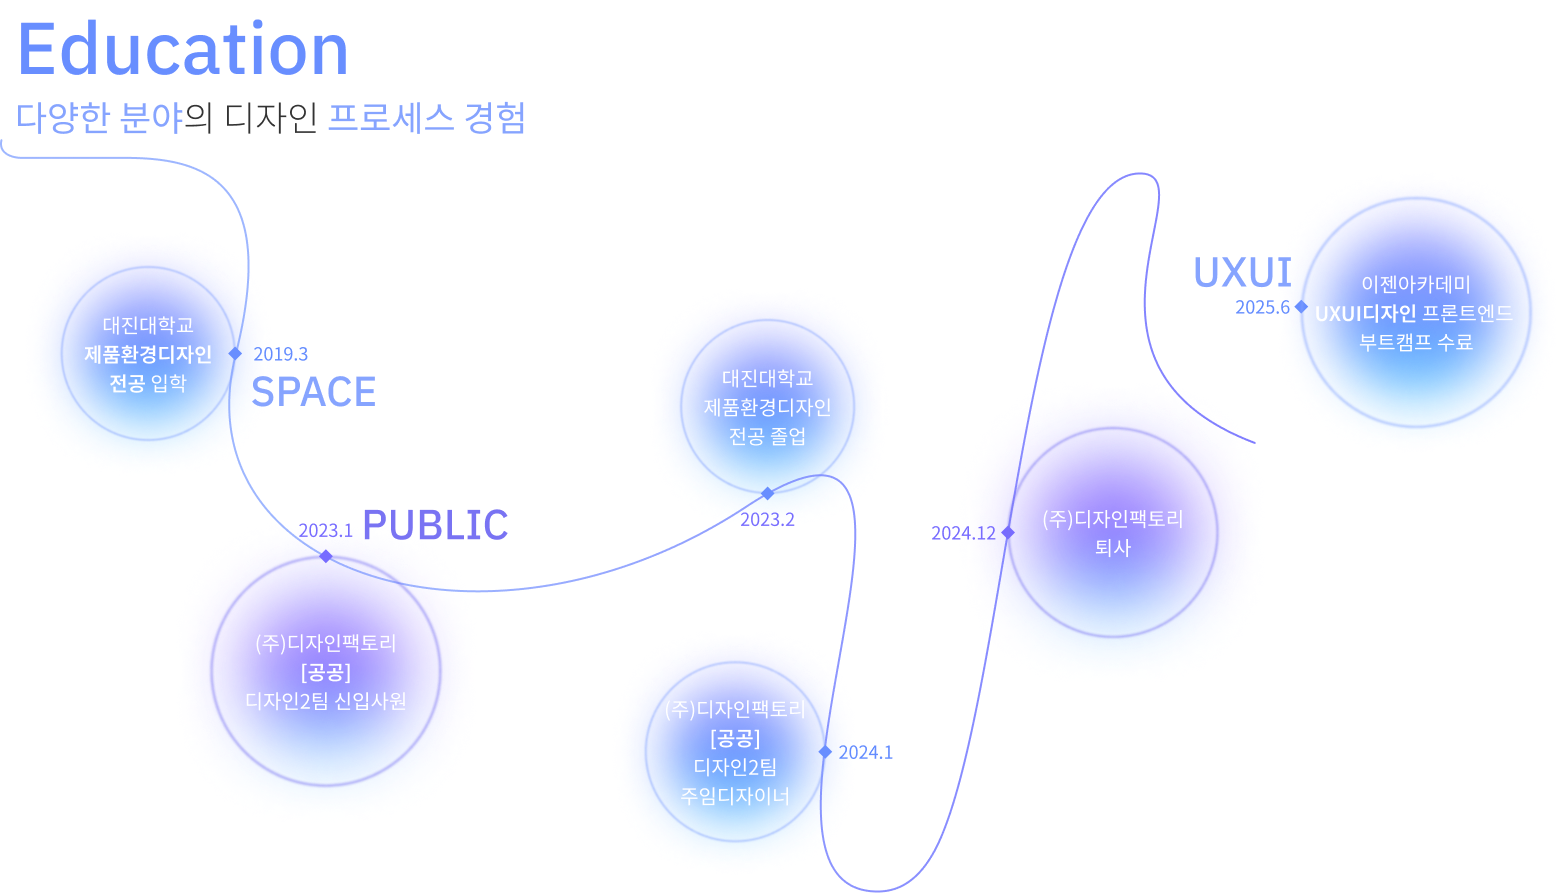 Education
다양한 분야의 디자인 프로세스 경험
대진대학교
제품환경디자인
전공 입학
2019.3
SPACE
2023.1 PUBLIC
(주)디자인팩토리
[공공]
디자인2팀 신입사원
대진대학교
제품환경디자인
전공 졸업
2023.2
(주)디자인팩토리
[공공]
디자인2팀
주임디자이너
2024.1
2024.12
(주)디자인팩토리
퇴사
UXUI
2025.6
이젠아카데미
UXUI디자인 프론트엔드
부트캠프 수료